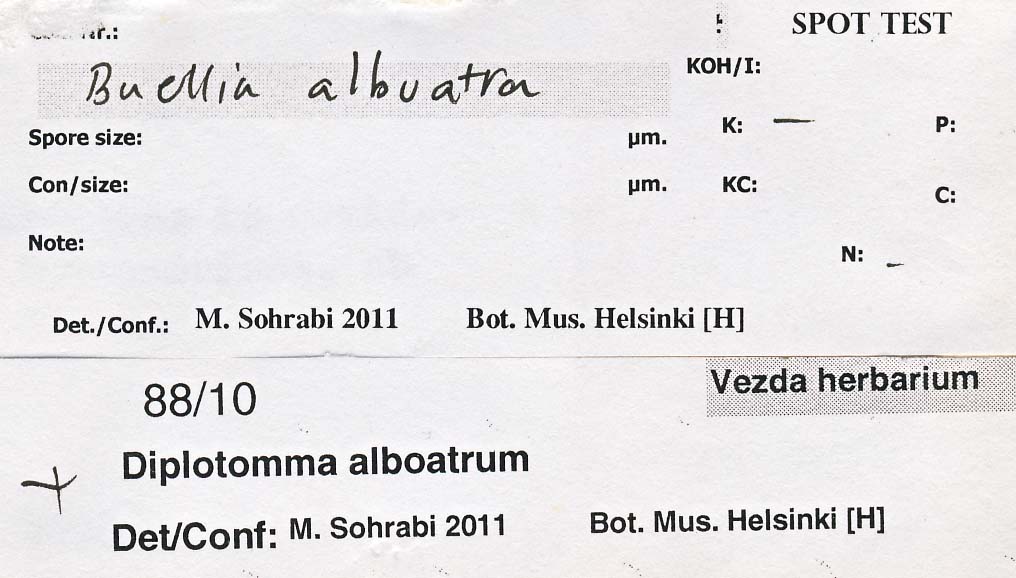 Nr.:
SPOT TEST
Buellia alboatra
KOH/I:
Spore size: µm.
K: — P:
Con/size: µm.
KC:
C:
Note:
N: –
Det./Conf.: M. Sohrabi 2011 Bot. Mus. Helsinki [H]
88/10
Vezda herbarium
+ Diplotomma alboatrum
Det/Conf: M. Sohrabi 2011 Bot. Mus. Helsinki [H]